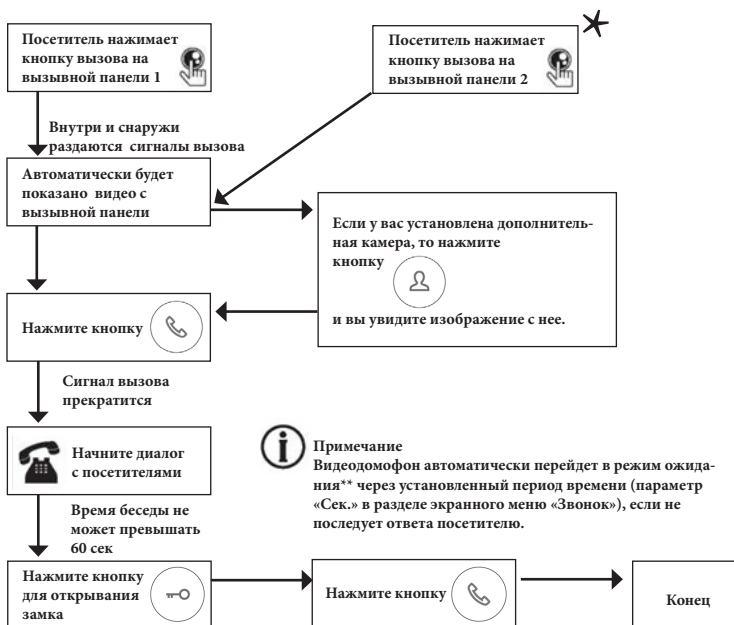 Посетитель нажимает
кнопку вызова на
вызывной панели 1
Посетитель нажимает
кнопку вызова на
вызывной панели 2
Внутри и снаружи
раздаются сигналы вызова
Автоматически будет
показано видео с
вызывной панели
Если у вас установлена дополнитель-
ная камера, то нажмите
кнопку
и вы увидите изображение с нее.
Нажмите кнопку
Сигнал вызова
прекратится
Начните диалог
с посетителями
Примечание
Видеодомофон автоматически перейдет в режим ожида-
ния** через установленный период времени (параметр
«Сек.» в разделе экранного меню «Звонок»), если не
последует ответа посетителю.
Время беседы не
может превышать
60 сек
Нажмите кнопку
для открывания
замка
Нажмите кнопку
Конец